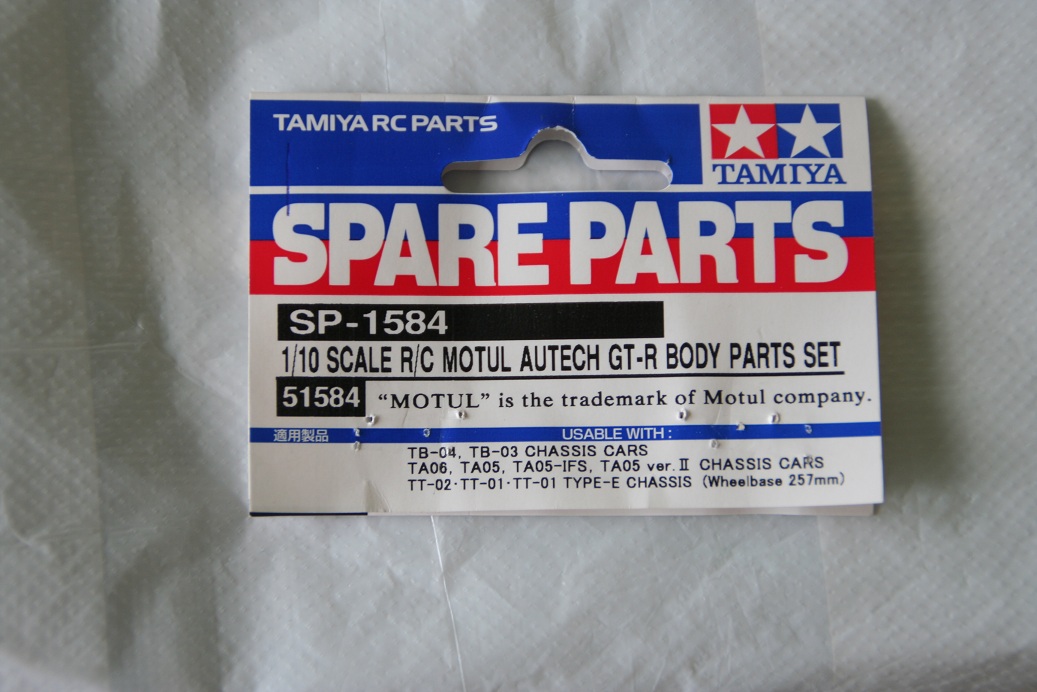 TAMIYA RC PARTS
TAMIYA
SPARE PARTS
SP-1584
1/10 SCALE R/C MOTUL AUTECH GT-R BODY PARTS SET
51584 “MOTUL” is the trademark of Motul company.
適用製品 USABLE WITH :
TB-04, TB-03 CHASSIS CARS
TA06, TA05, TA05-IFS, TA05 ver.Ⅱ CHASSIS CARS
TT-02･TT-01･TT-01 TYPE-E CHASSIS (Wheelbase 257mm)